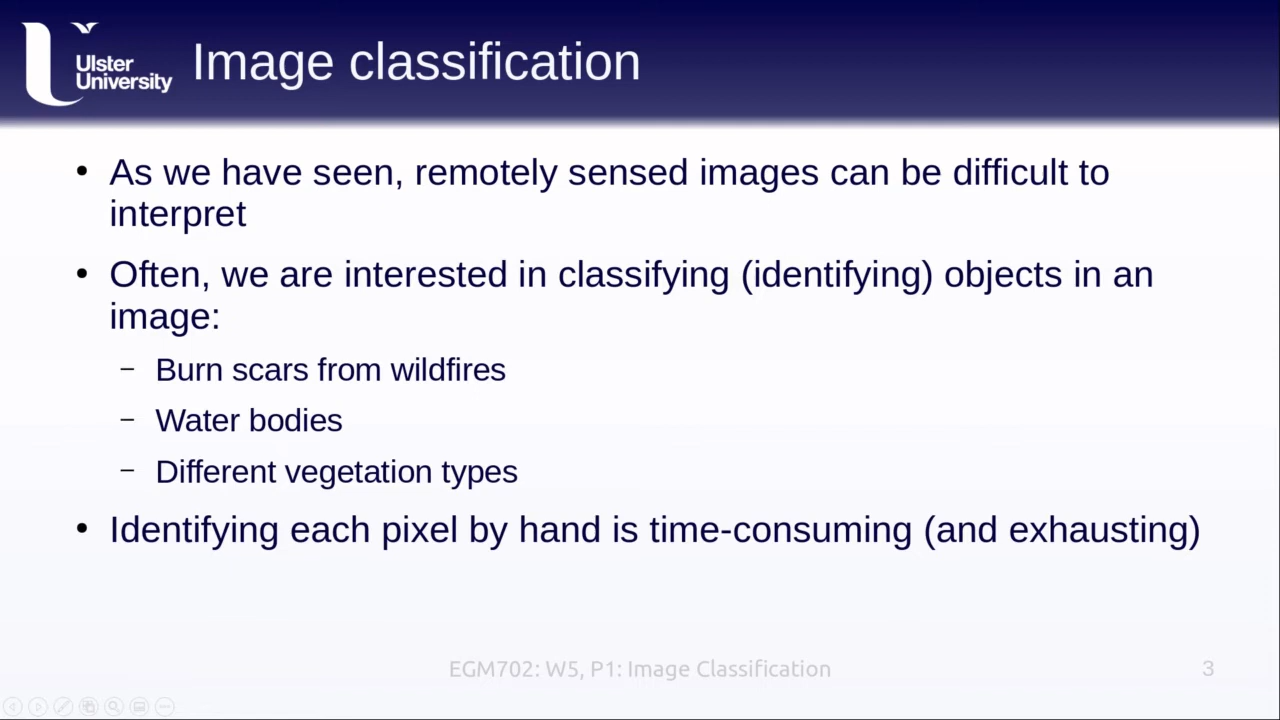 Ulster
University
Image classification
• As we have seen, remotely sensed images can be difficult to
interpret
• Often, we are interested in classifying (identifying) objects in an
image:
– Burn scars from wildfires
– Water bodies
– Different vegetation types
• Identifying each pixel by hand is time-consuming (and exhausting)
EGM702: W5, P1: Image Classification
3